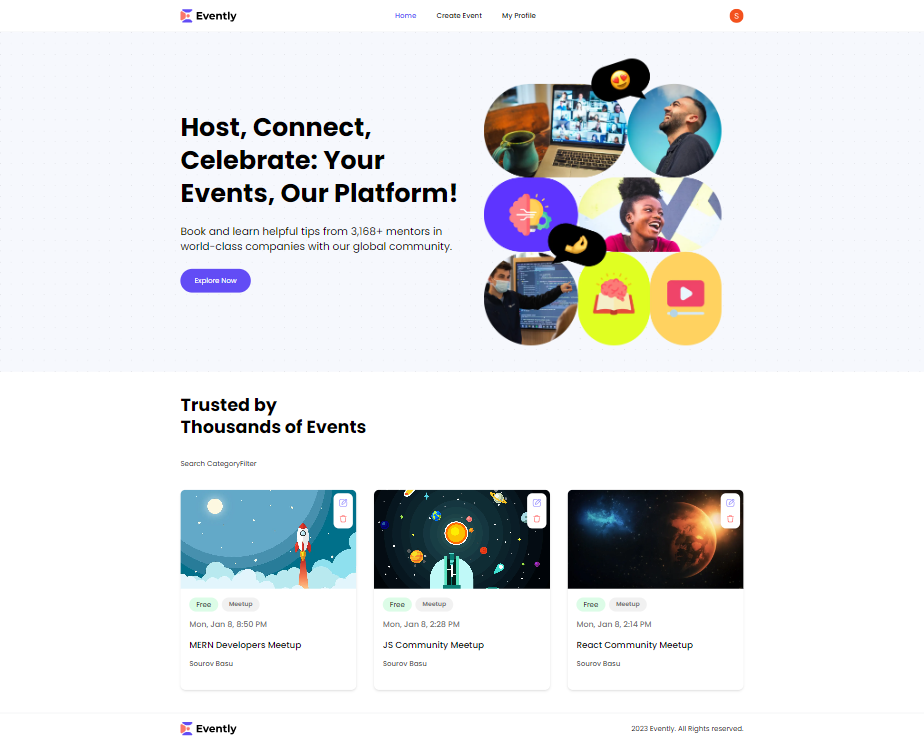 Evently
Home
Create Event
My Profile
S
Host, Connect,
Celebrate: Your
Events, Our Platform!
Book and learn helpful tips from 3,168+ mentors in
world-class companies with our global community.
Explore Now
Trusted by
Thousands of Events
Search CategoryFilter
Free
Meetup
Mon, Jan 8, 8:50 PM
MERN Developers Meetup
Sourov Basu
Free
Meetup
Mon, Jan 8, 2:28 PM
JS Community Meetup
Sourov Basu
Free
Meetup
Mon, Jan 8, 2:14 PM
React Community Meetup
Sourov Basu
Evently
2023 Evently. All Rights reserved.